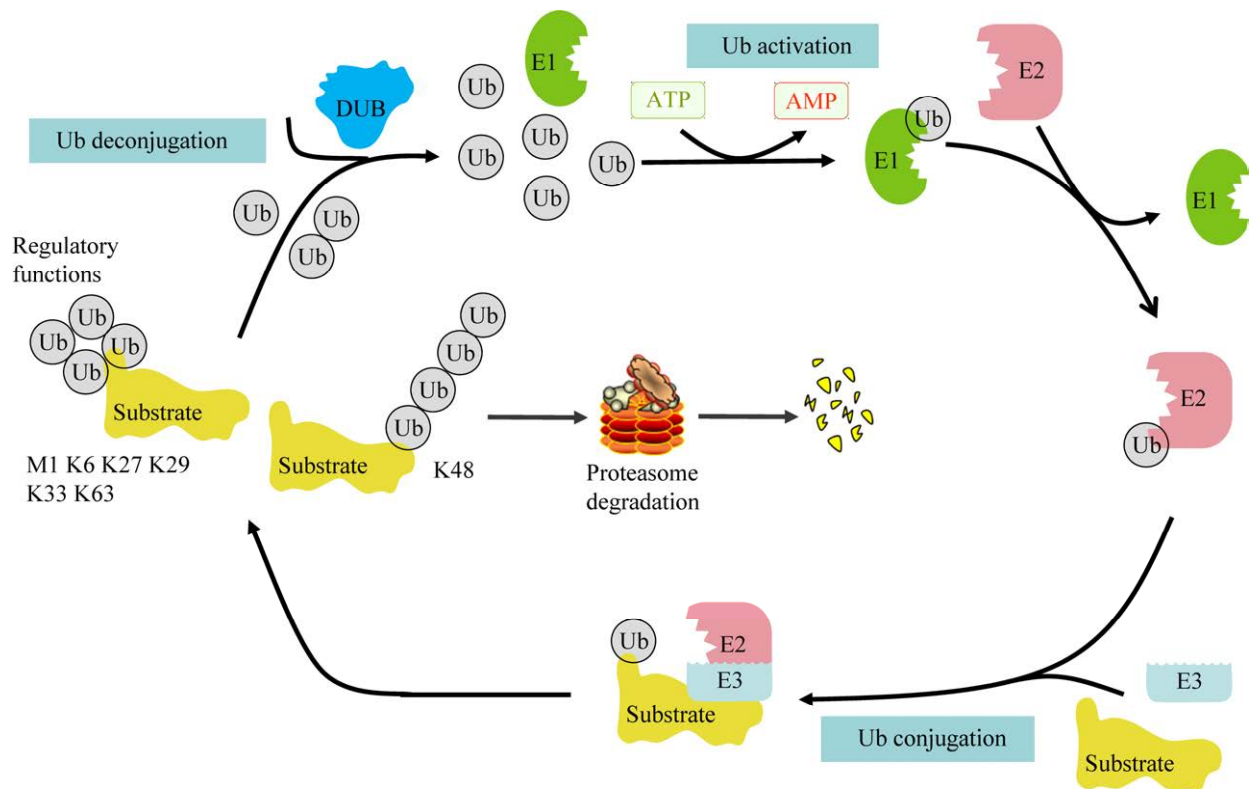 Ub activation
E1
Ub
E2
ATP
AMP
DUB
Ub
Ub deconjugation
Ub
Ub
E1
Ub
Ub
Ub
Ub
Ub
E1
Regulatory
functions
Ub
Ub
Ub
Ub
Ub
Ub
Ub
Ub
Ub
Substrate
E2
Ub
Substrate
K48
M1 K6 K27 K29
K33 K63
Proteasome
degradation
Ub
E2
E3
Substrate
E3
Ub conjugation
Substrate